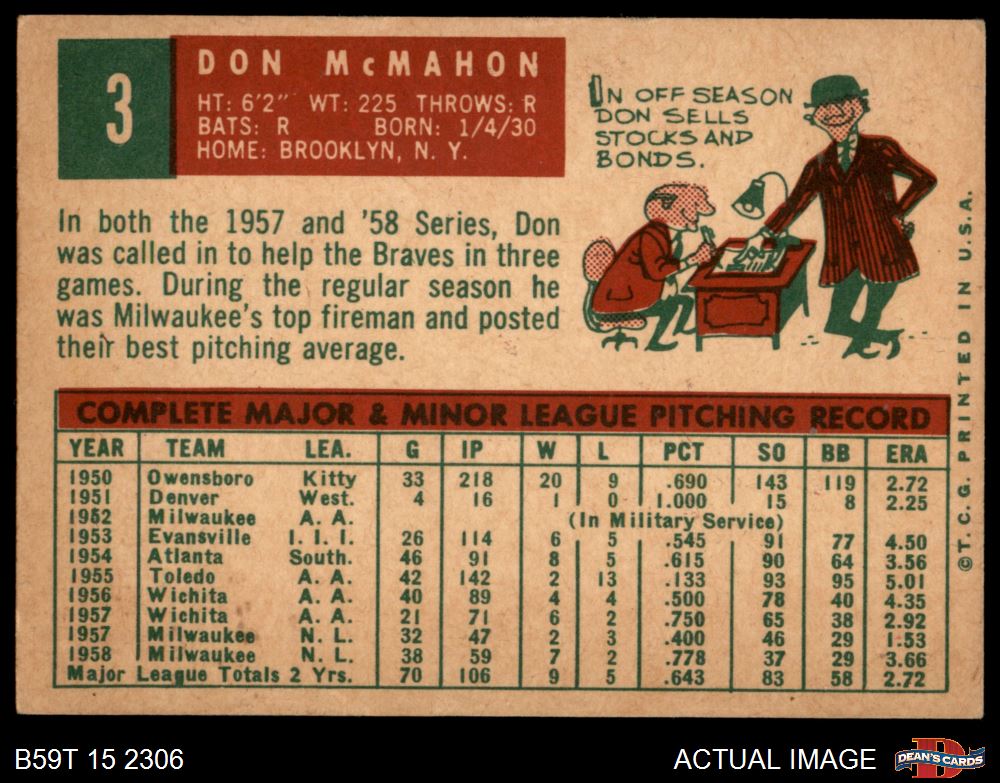 3
DON McMAHON
HT: 6'2" WT: 225 THROWS: R
BATS: R BORN: 1/4/30
HOME: BROOKLYN, N. Y.
IN OFF SEASON
DON SELLS
STOCKS AND
BONDS.
In both the 1957 and '58 Series, Don
was called in to help the Braves in three
games. During the regular season he
was Milwaukee's top fireman and posted
their best pitching average.
COMPLETE MAJOR & MINOR LEAGUE PITCHING RECORD
YEAR TEAM LEA. G IP W L PCT SO BB ERA
1950 Owensboro Kitty 33 218 20 9 .690 143 119 2.72
1951 Denver West. 4 16 1 0 1.000 15 8 2.25
1952 Milwaukee A. A. (In Military Service)
1953 Evansville I. I. I. 26 114 6 5 .545 91 77 4.50
1954 Atlanta South. 46 91 8 5 .615 90 64 3.56
1955 Toledo A. A. 42 142 2 13 .133 93 95 5.01
1956 Wichita A. A. 40 89 4 4 .500 78 40 4.35
1957 Wichita A. A. 21 71 6 2 .750 65 38 2.92
1957 Milwaukee N. L. 32 47 2 3 .400 46 29 1.53
1958 Milwaukee N. L. 38 59 7 2 .778 37 29 3.66
Major League Totals 2 Yrs. 70 106 9 5 .643 83 58 2.72
© T. C. G. PRINTED IN U.S.A.
B59T 15 2306
ACTUAL IMAGE
D
DEAN'S CARDS